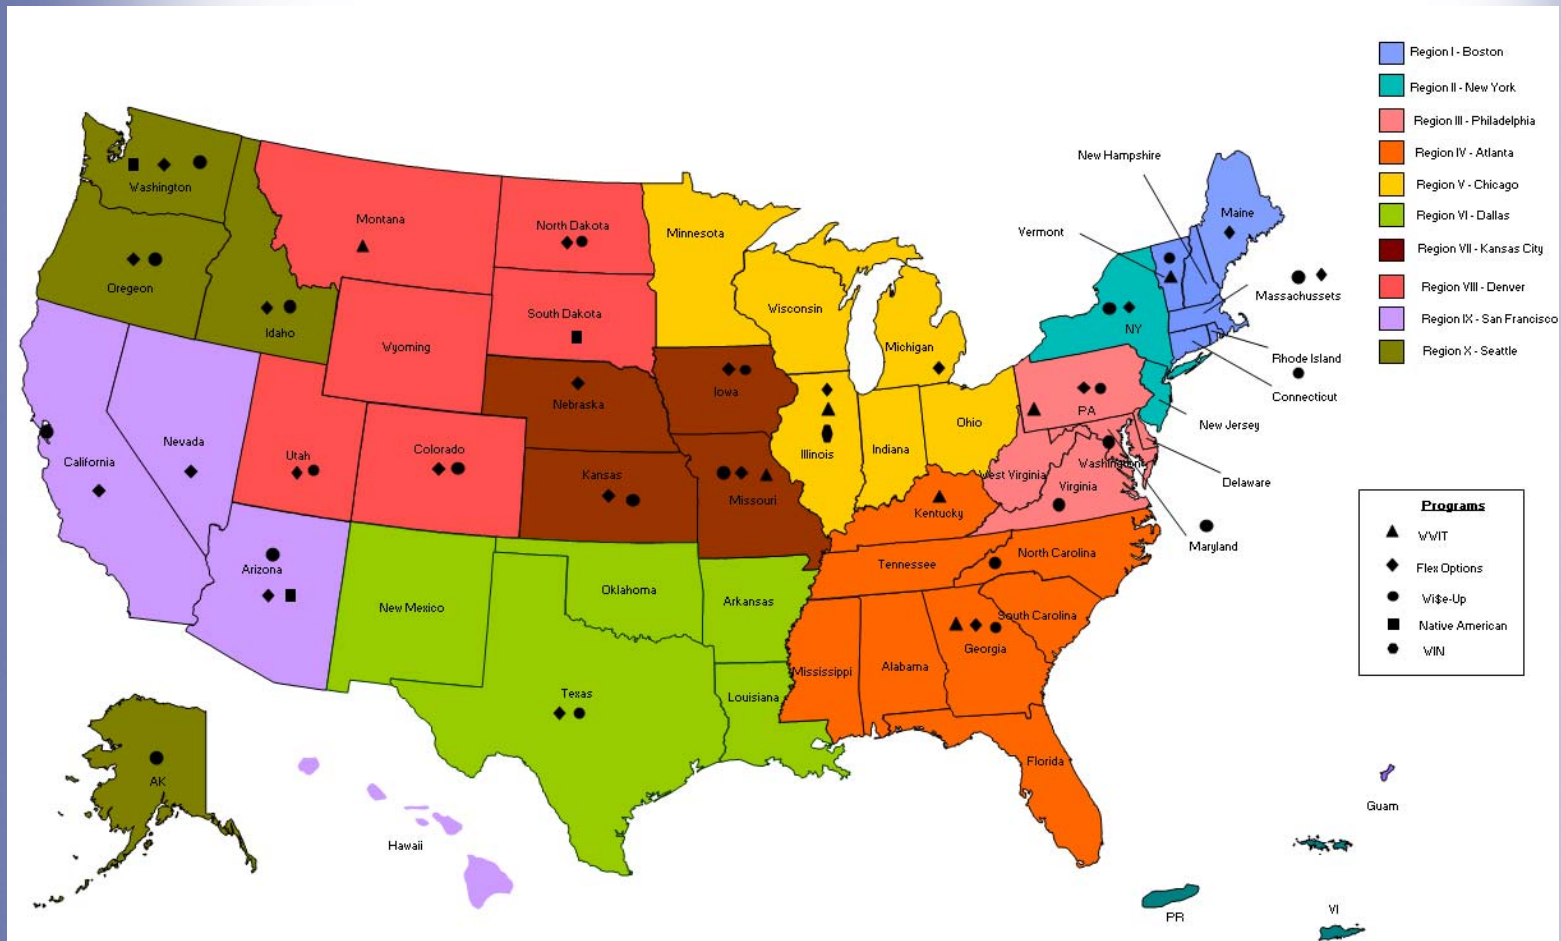 Region I - Boston
Region II - New York
Region III - Philadelphia
Region IV - Atlanta
Region V - Chicago
Region VI - Dallas
Region VII - Kansas City
Region VIII - Denver
Region IX - San Francisco
Region X - Seattle
New Hampshire
Vermont
Maine
Massachussets
Rhode Island
Connecticut
New Jersey
Delaware
Maryland
Washington
Oregeon
Idaho
Montana
North Dakota
South Dakota
Wyoming
Minnesota
Wisconsin
Michigan
NY
PA
Nebraska
Iowa
Illinois
Indiana
Ohio
California
Nevada
Utah
Colorado
Kansas
Missouri
Kentucky
West Virginia
Washington
Virginia
Arizona
New Mexico
Oklahoma
Arkansas
Tennessee
North Carolina
South Carolina
Georgia
Alabama
Mississippi
Louisiana
Texas
Florida
AK
Hawaii
Guam
PR
VI
Programs
WWIT
Flex Options
Wi$e-Up
Native American
WIN